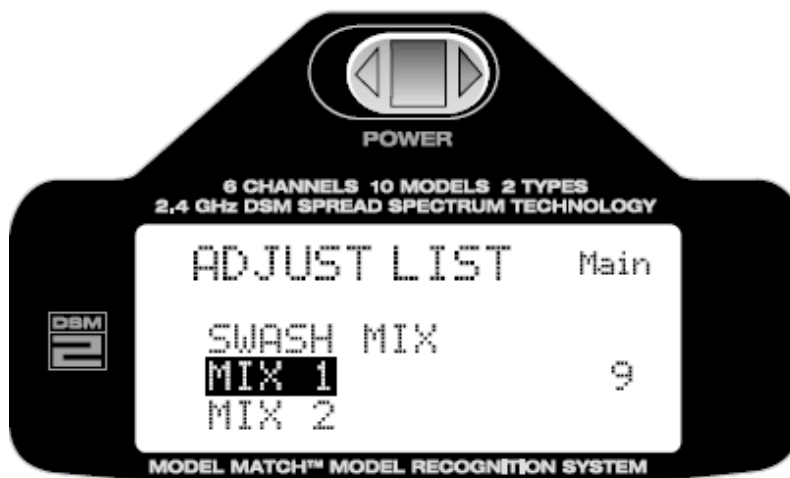 POWER
6 CHANNELS 10 MODELS 2 TYPES
2.4 GHz DSM SPREAD SPECTRUM TECHNOLOGY
ADJUST LIST Main
DSM
2
SWASH MIX
MIX 1 9
MIX 2
MODEL MATCH™ MODEL RECOGNITION SYSTEM